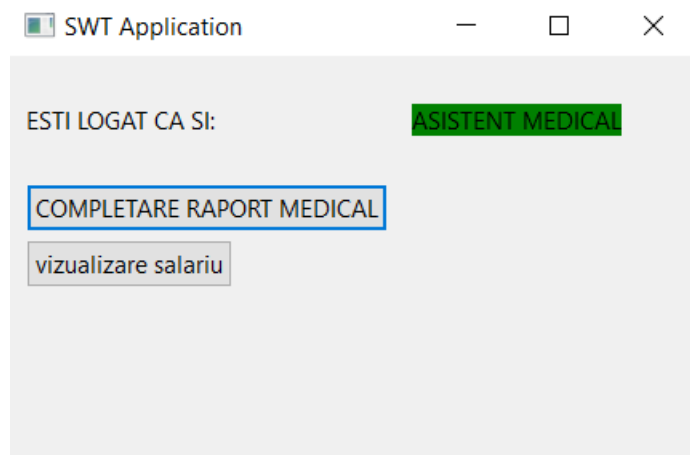 SWT Application
ESTI LOGAT CA SI: ASISTENT MEDICAL
COMPLETARE RAPORT MEDICAL
vizualizare salariu